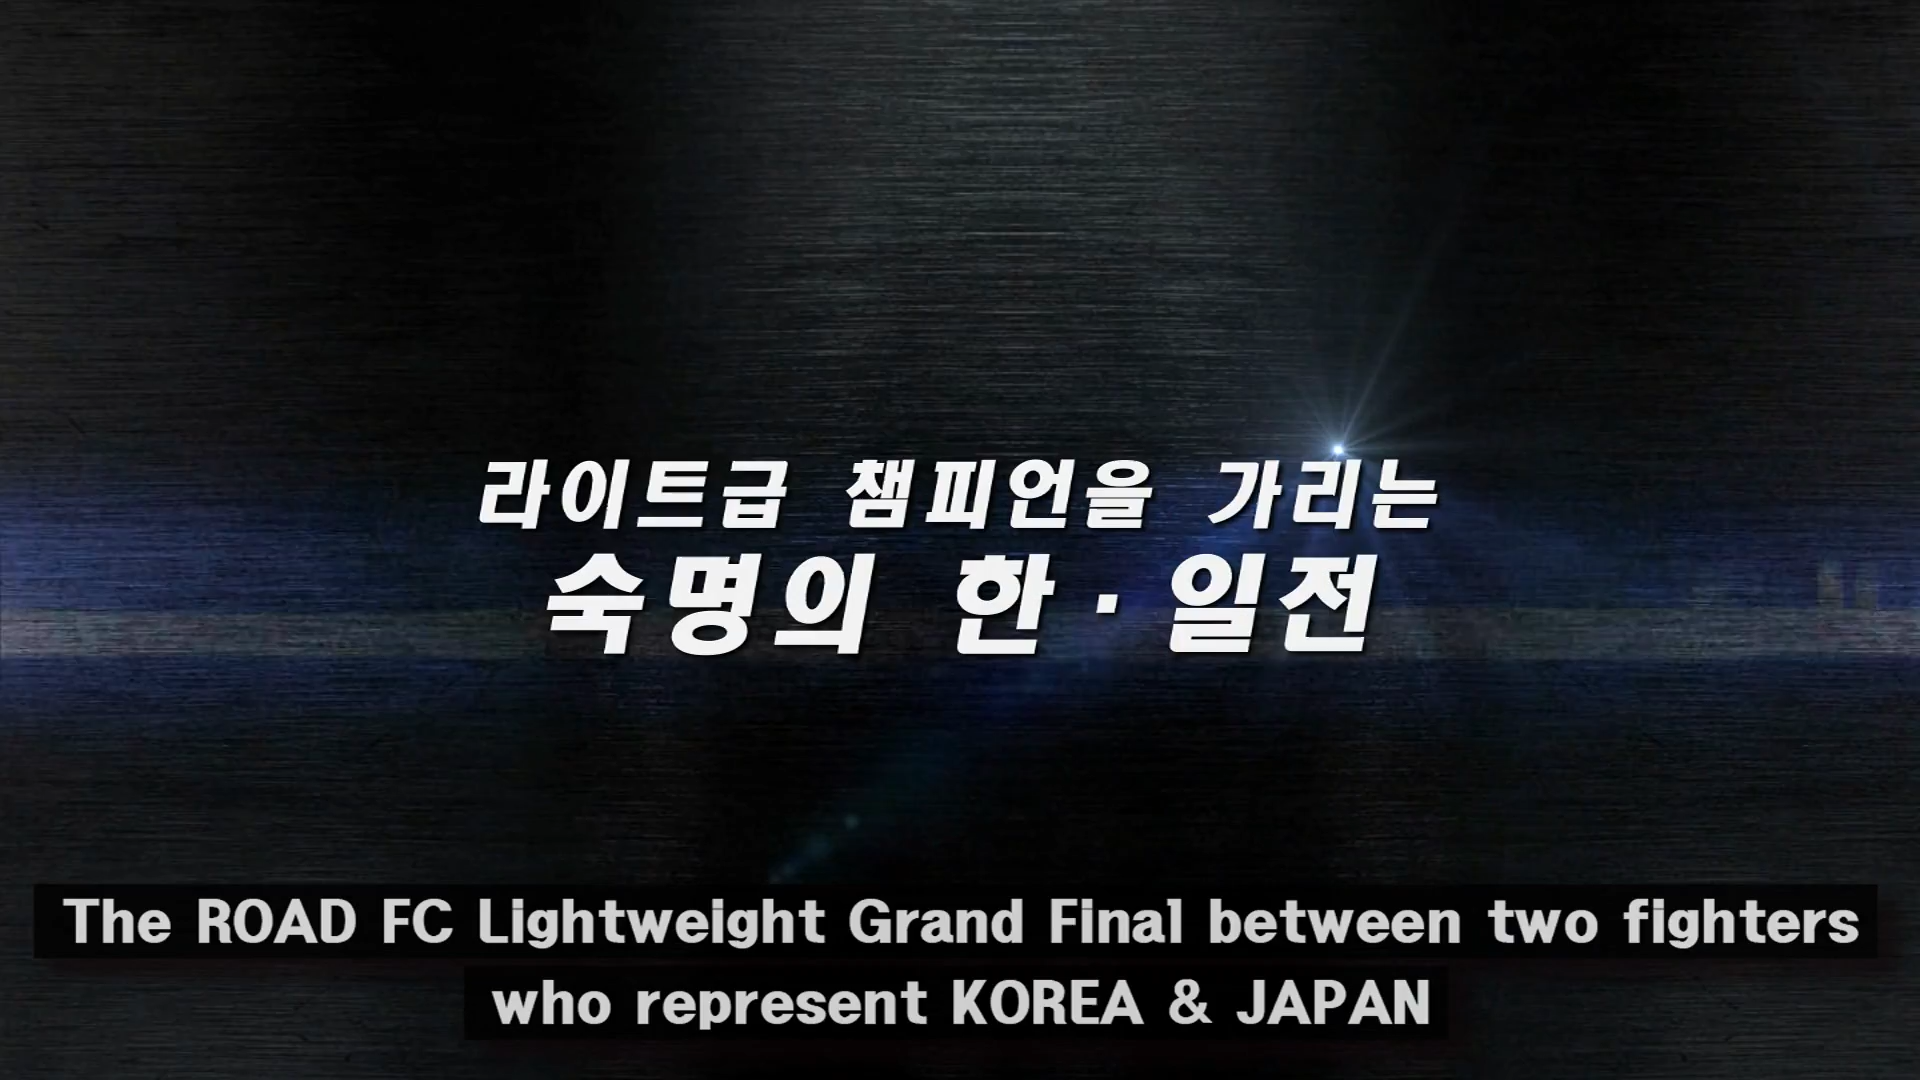 라이트급 챔피언을 가리는
숙명의 한·일전
The ROAD FC Lightweight Grand Final between two fighters
who represent KOREA & JAPAN